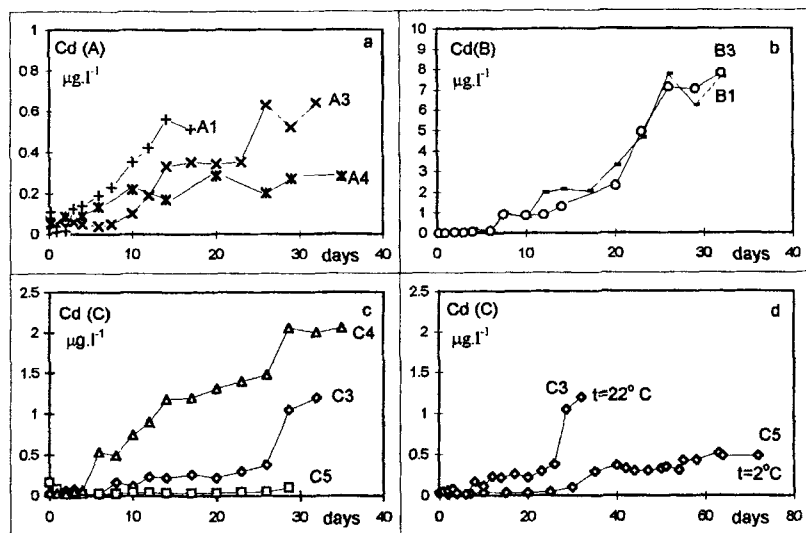 Cd (A) a
µg.l⁻¹
1
0.8
0.6
0.4
0.2
0
A1
A3
A4
0 10 20 30 40
days
Cd(B) b
µg.l⁻¹
10
9
8
7
6
5
4
3
2
1
0
B3
B1
0 10 20 30 40
days
Cd (C) c
µg.l⁻¹
2.5
2
1.5
1
0.5
0
C4
C3
C5
0 10 20 30 40
days
Cd (C) d
µg.l⁻¹
2.5
2
1.5
1
0.5
0
C3
t=22° C
C5
t=2°C
0 20 40 60 80
days